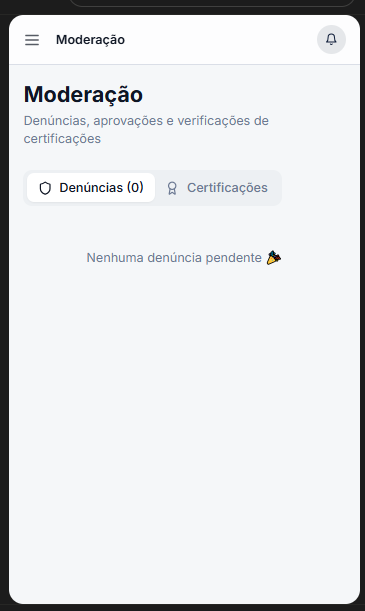 Moderação
Moderação
Denúncias, aprovações e verificações de
certificações
Denúncias (0)
Certificações
Nenhuma denúncia pendente 🎉